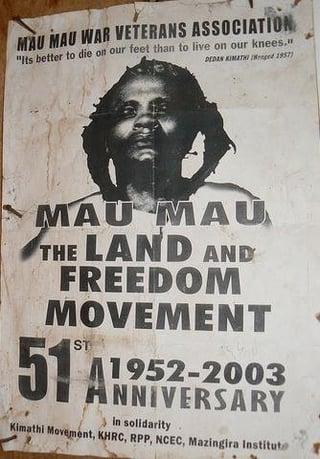 MAU MAU WAR VETERANS ASSOCIATION
"Its better to die on our feet than to live on our knees."
DEDAN KIMATHI (Hanged 1957)
MAU MAU
THE LAND AND
FREEDOM
MOVEMENT
51ST 1952-2003
ANNIVERSARY
in solidarity
Kimathi Movement, KHRC, RPP, NCEC, Mazingira Institute